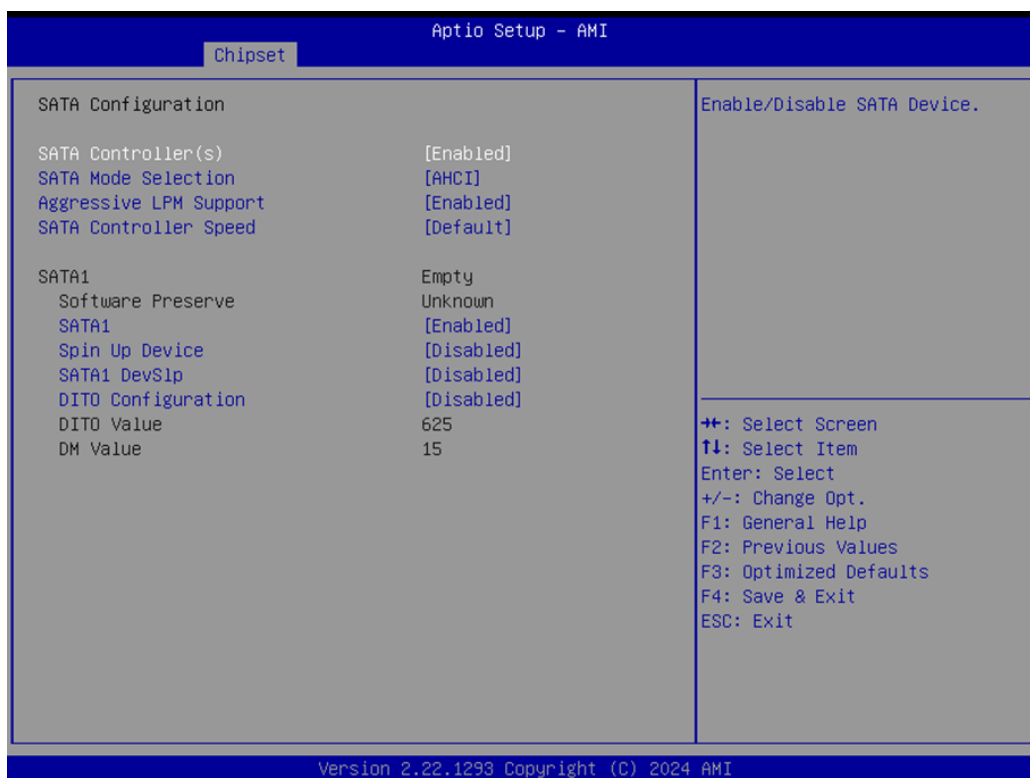 Aptio Setup – AMI
Chipset
SATA Configuration
SATA Controller(s) [Enabled]
SATA Mode Selection [AHCI]
Aggressive LPM Support [Enabled]
SATA Controller Speed [Default]
SATA1 Empty
Software Preserve Unknown
SATA1 [Enabled]
Spin Up Device [Disabled]
SATA1 DevSlp [Disabled]
DITO Configuration [Disabled]
DITO Value 625
DM Value 15
Enable/Disable SATA Device.
→←: Select Screen
↑↓: Select Item
Enter: Select
+/-: Change Opt.
F1: General Help
F2: Previous Values
F3: Optimized Defaults
F4: Save & Exit
ESC: Exit
Version 2.22.1293 Copyright (C) 2024 AMI